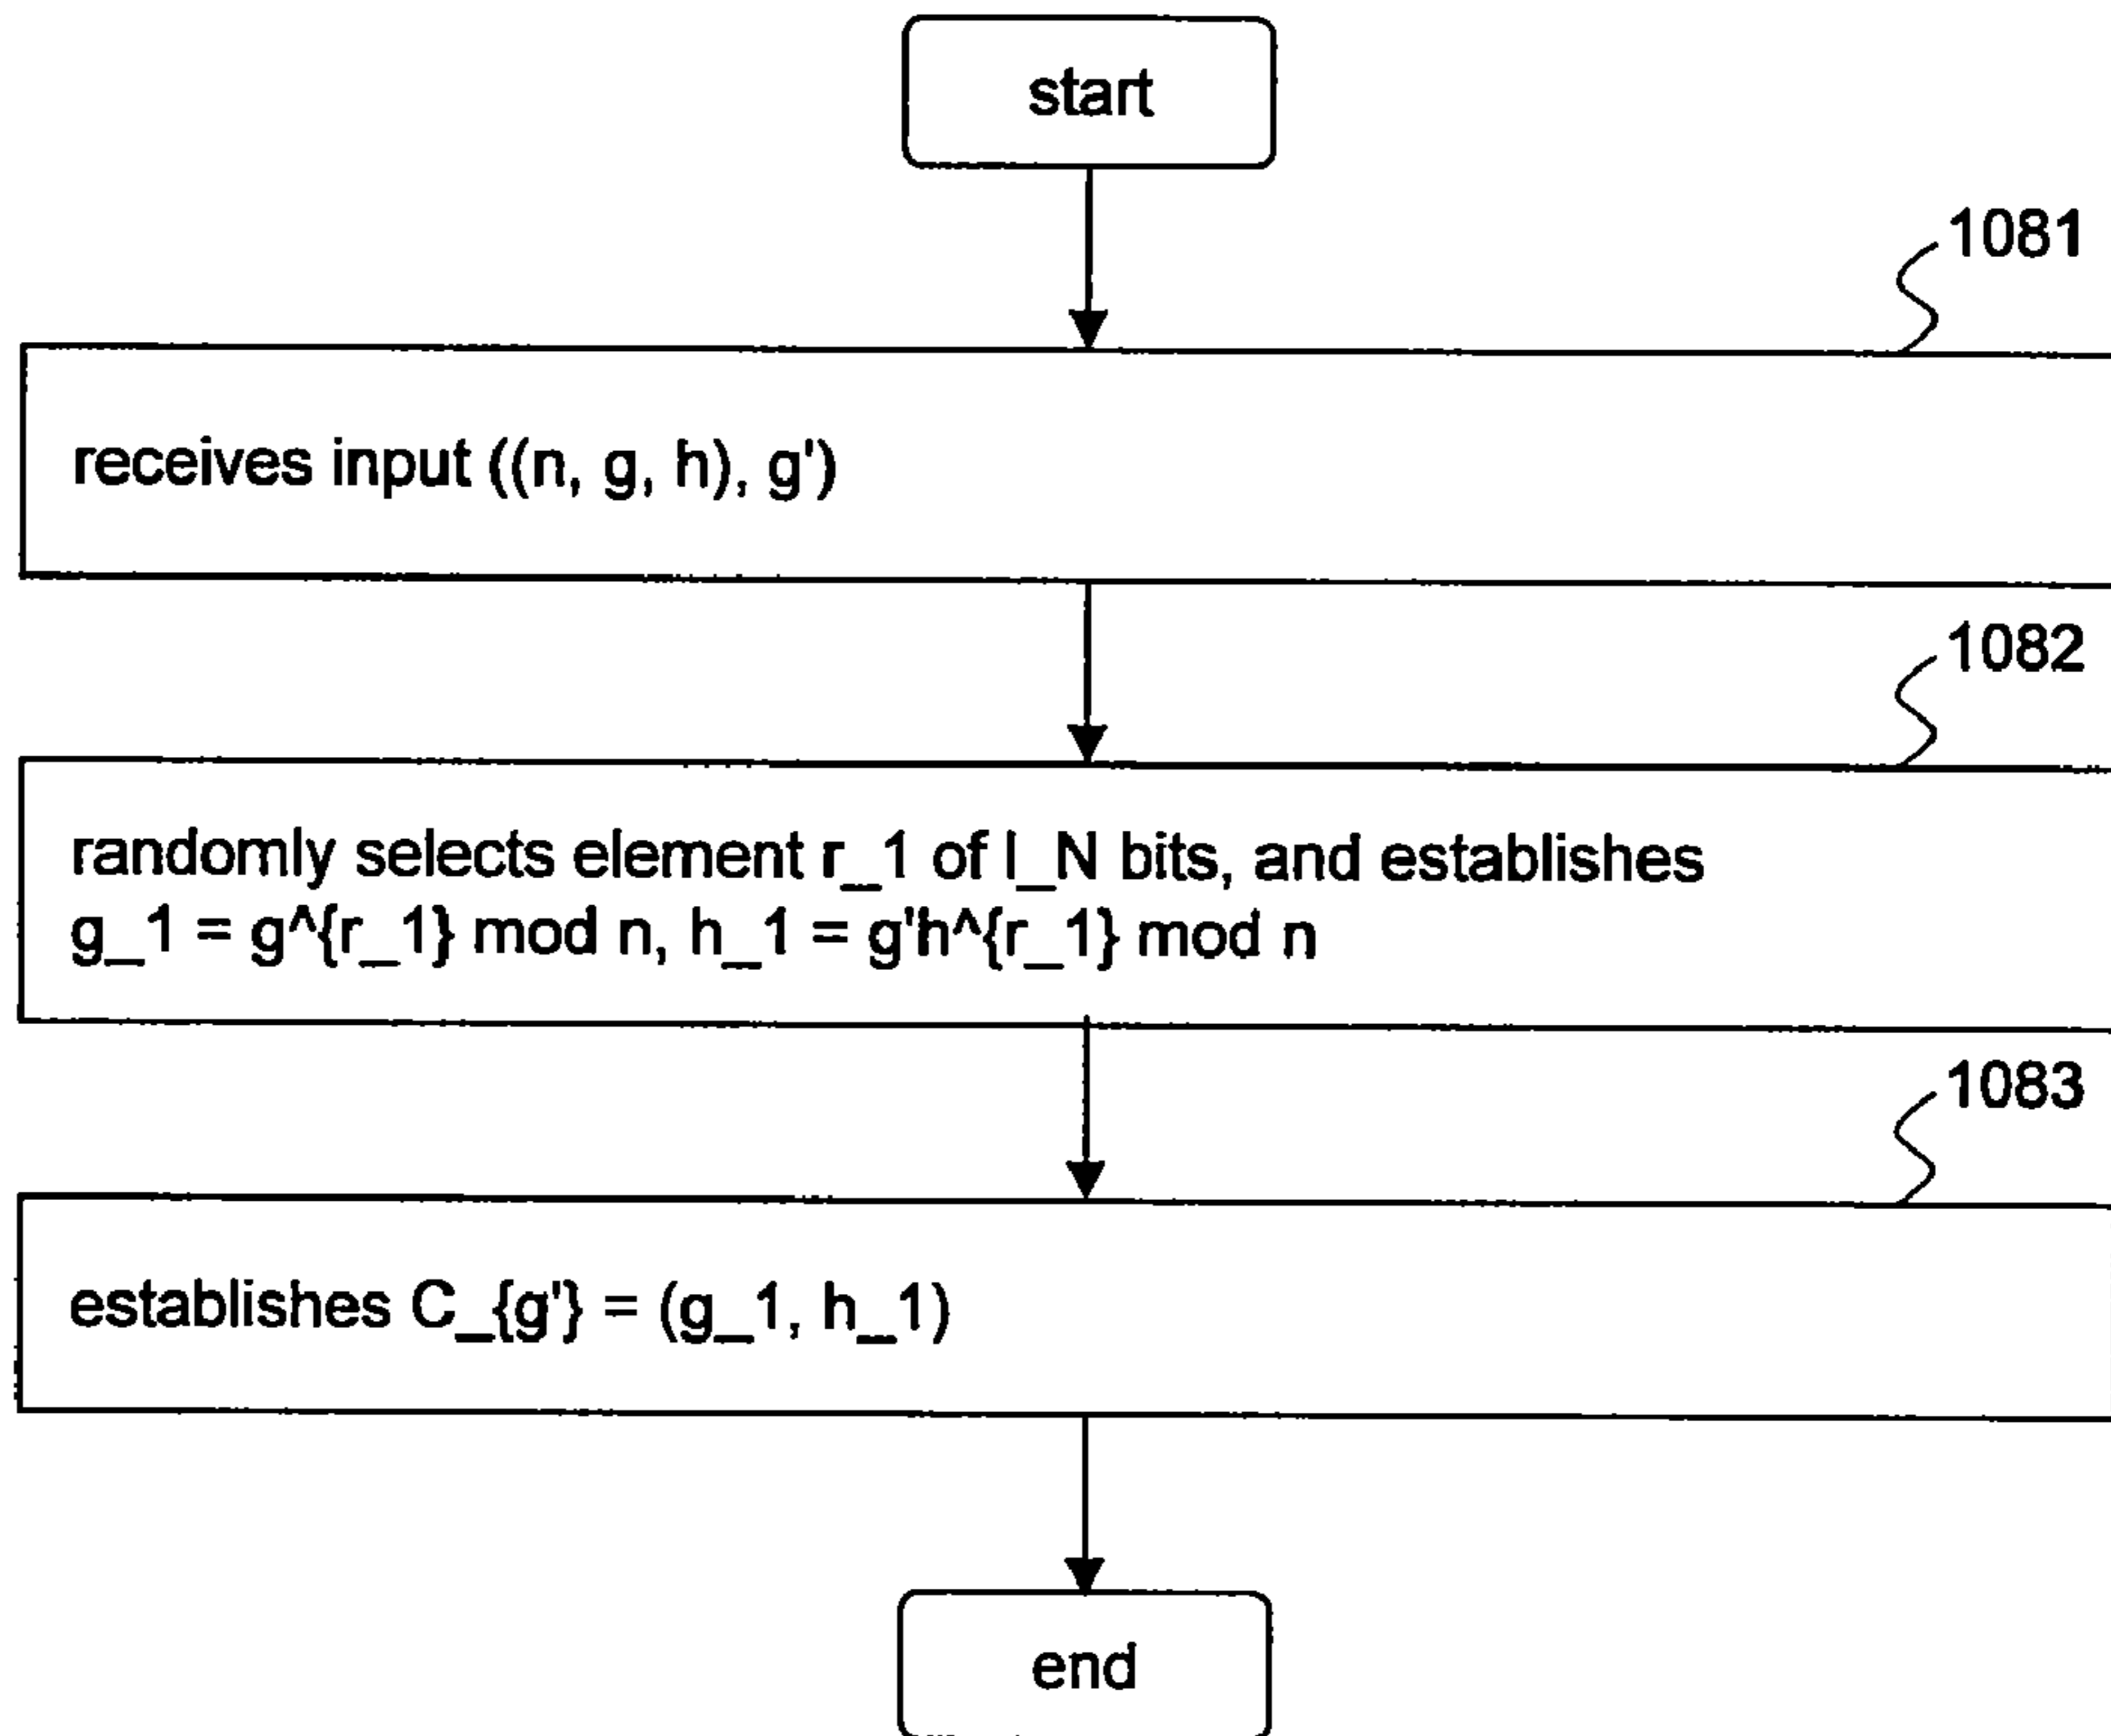 start
1081
receives input ((n, g, h), g')
1082
randomly selects element r_1 of l_N bits, and establishes
g_1 = g^{r_1} mod n, h_1 = g'h^{r_1} mod n
1083
establishes C_{g'} = (g_1, h_1)
end